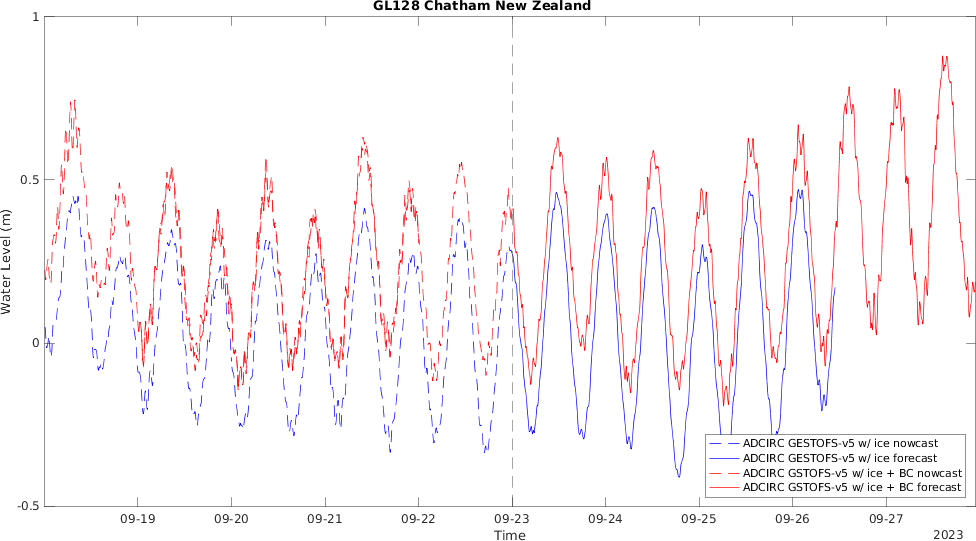 GL128 Chatham New Zealand
Water Level (m)
1
0.5
0
-0.5
ADCIRC GESTOFS-v5 w/ ice nowcast
ADCIRC GESTOFS-v5 w/ ice forecast
ADCIRC GSTOFS-v5 w/ ice + BC nowcast
ADCIRC GSTOFS-v5 w/ ice + BC forecast
09-19 09-20 09-21 09-22 09-23 09-24 09-25 09-26 09-27
Time
2023